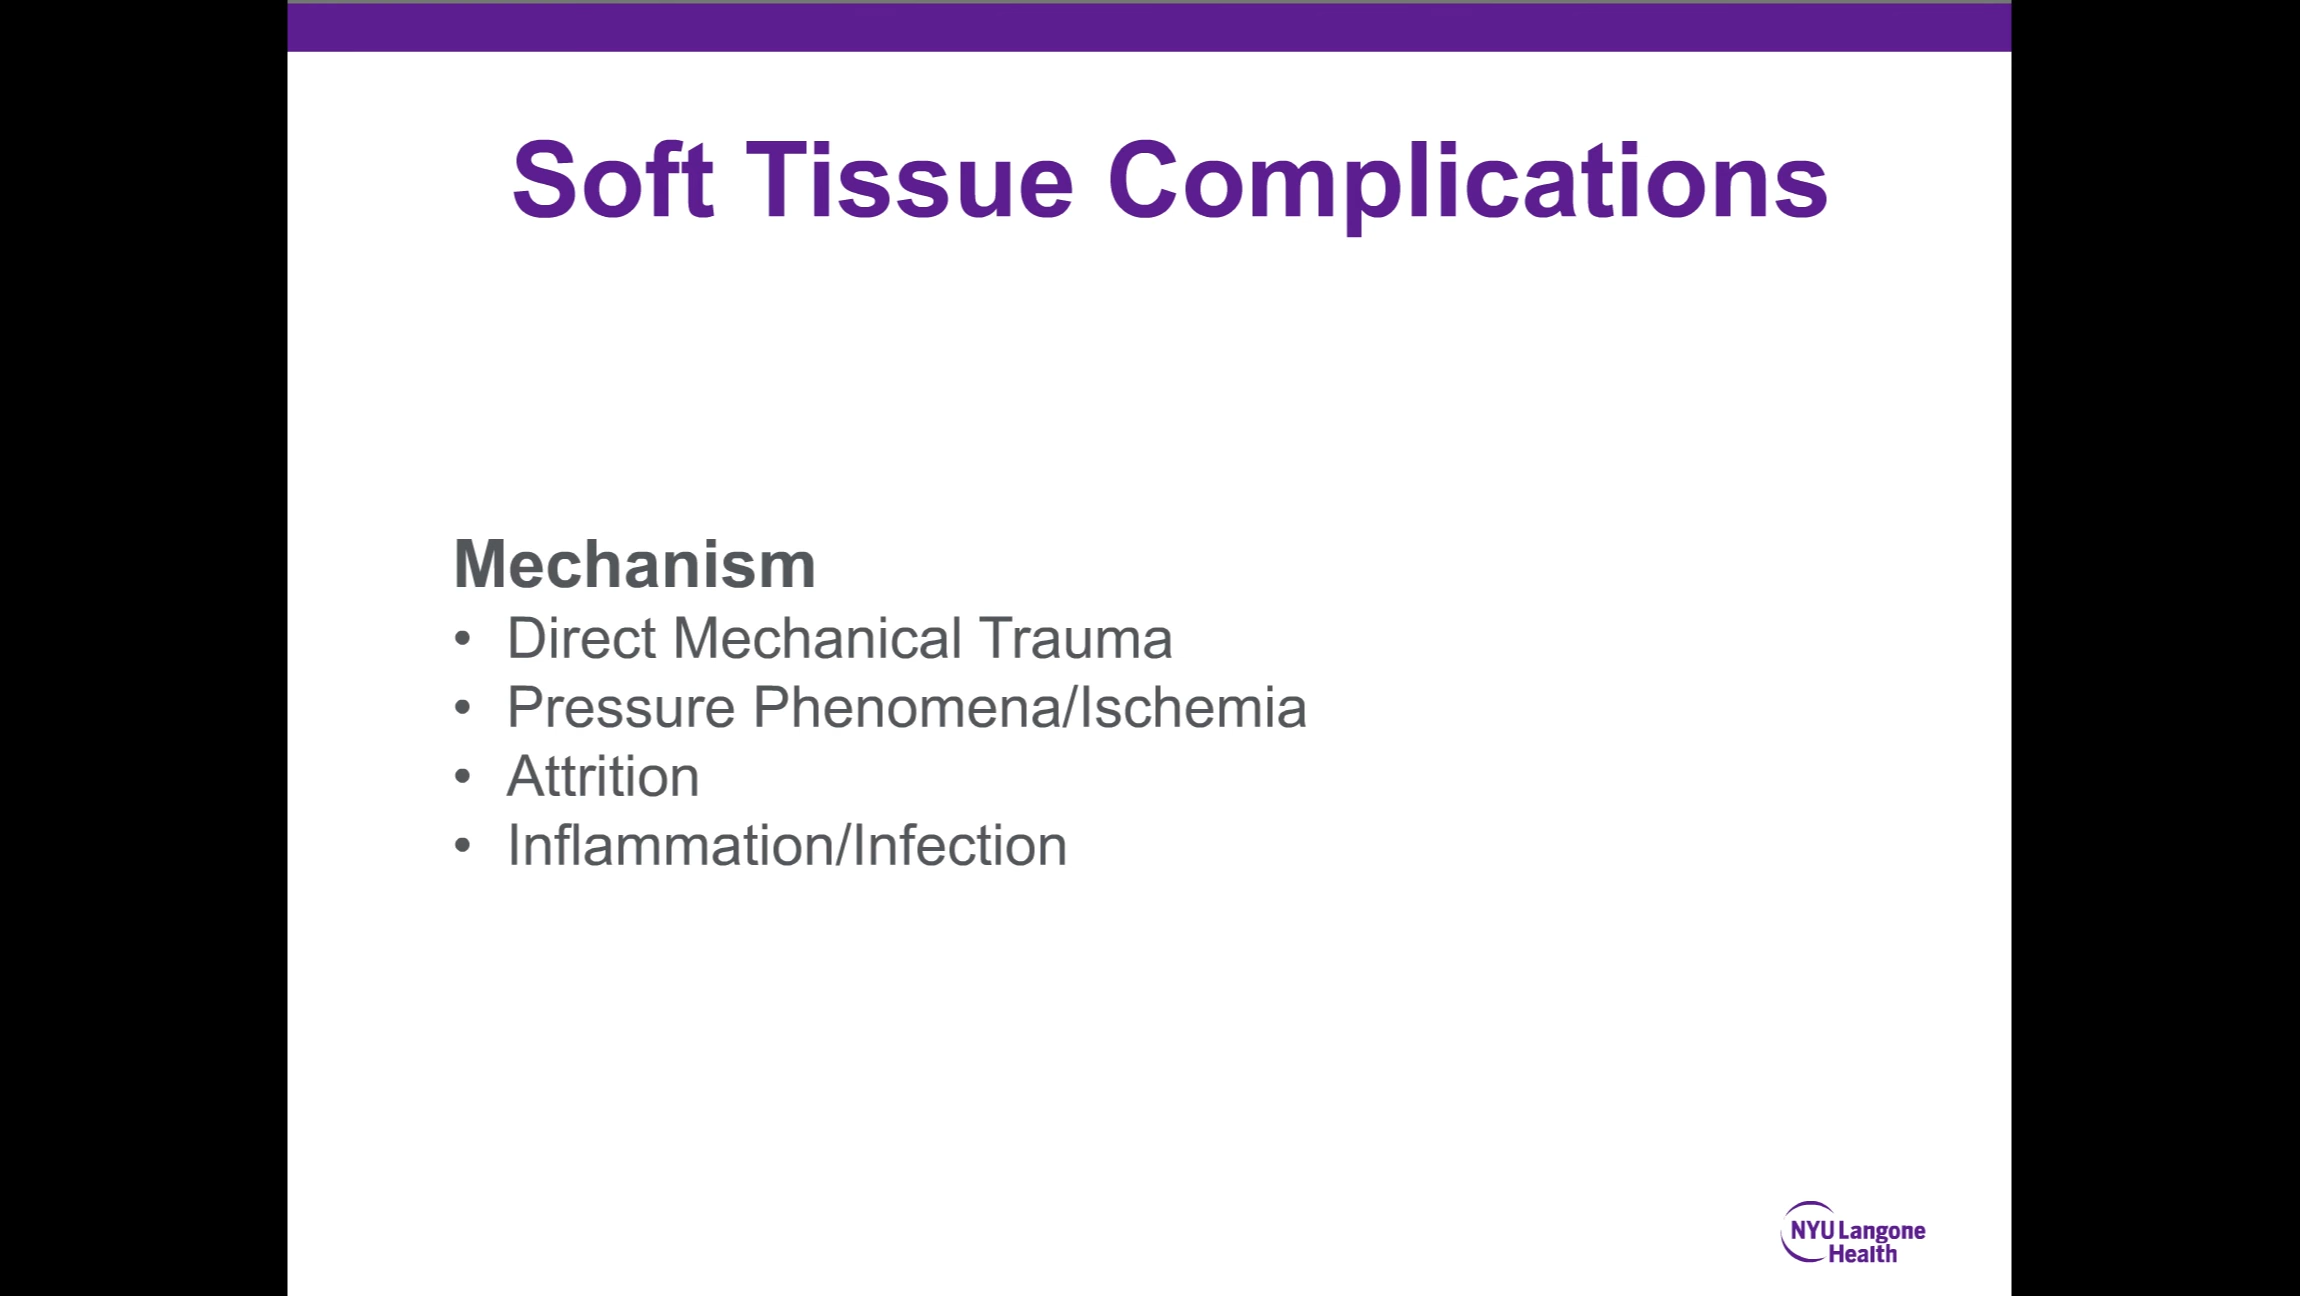 Soft Tissue Complications
Mechanism
• Direct Mechanical Trauma
• Pressure Phenomena/Ischemia
• Attrition
• Inflammation/Infection
NYU Langone
Health